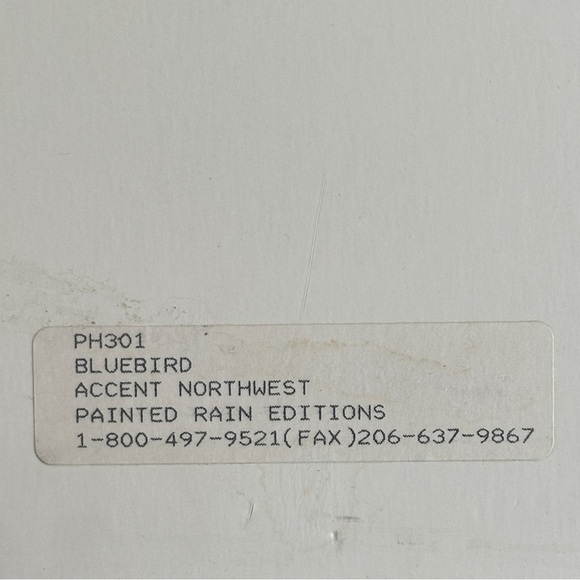 PH301
BLUEBIRD
ACCENT NORTHWEST
PAINTED RAIN EDITIONS
1-800-497-9521(FAX)206-637-9867